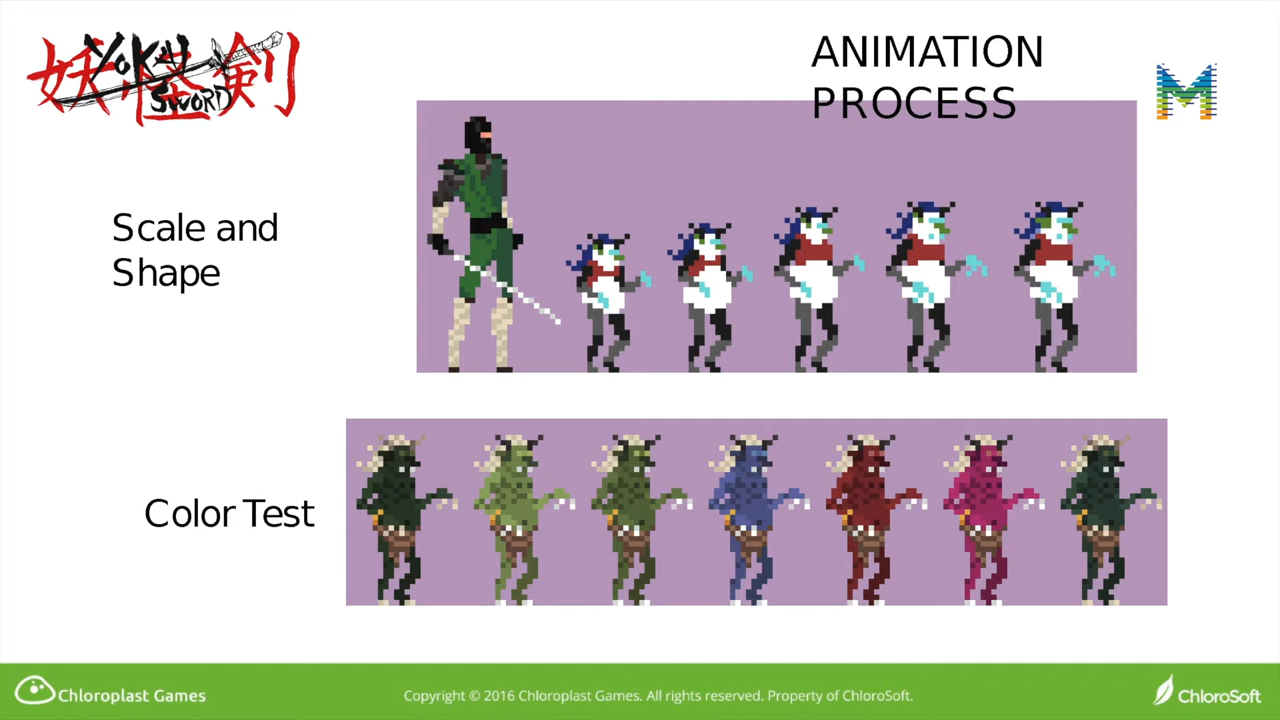 妖怪剣
YOKAI
SWORD
ANIMATION
PROCESS
Scale and
Shape
Color Test
Chloroplast Games
Copyright © 2016 Chloroplast Games. All rights reserved. Property of ChloroSoft.
ChloroSoft